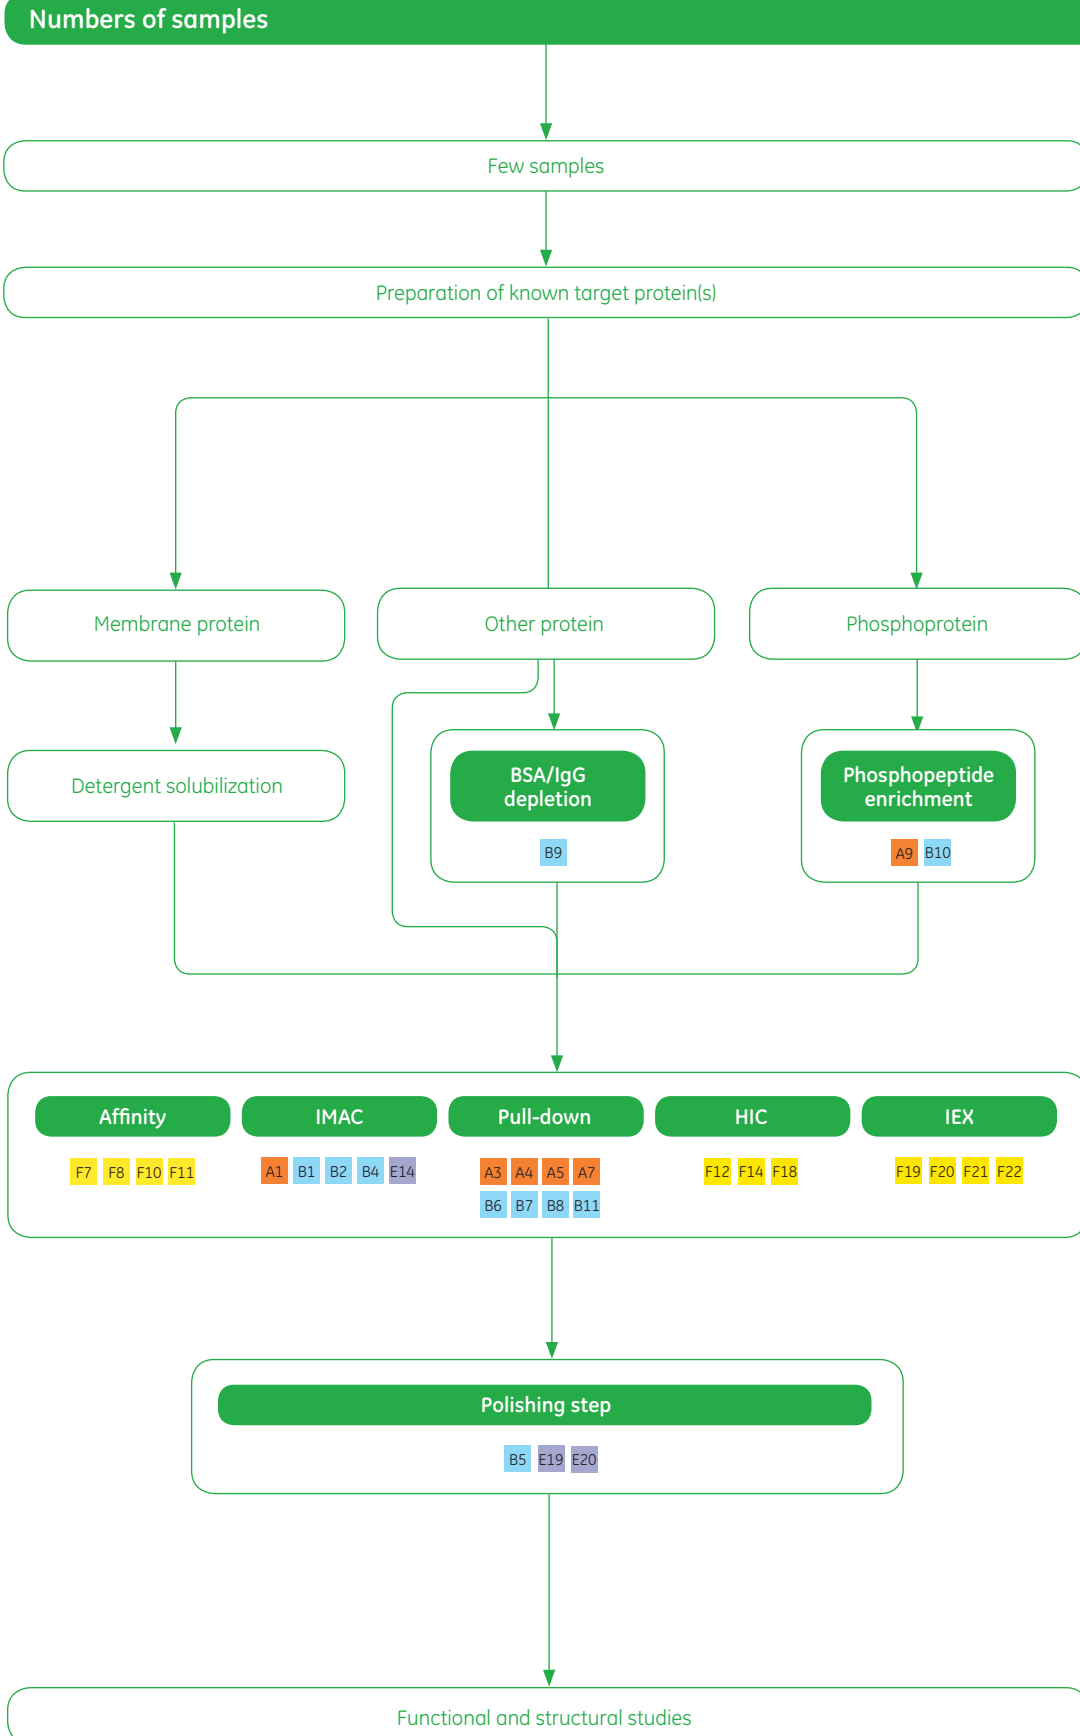 Numbers of samples
Few samples
Preparation of known target protein(s)
Membrane protein
Other protein
Phosphoprotein
Detergent solubilization
BSA/IgG
depletion
B9
Phosphopeptide
enrichment
A9 B10
Affinity
F7 F8 F10 F11
IMAC
A1 B1 B2 B4 E14
Pull-down
A3 A4 A5 A7
B6 B7 B8 B11
HIC
F12 F14 F18
IEX
F19 F20 F21 F22
Polishing step
B5 E19 E20
Functional and structural studies